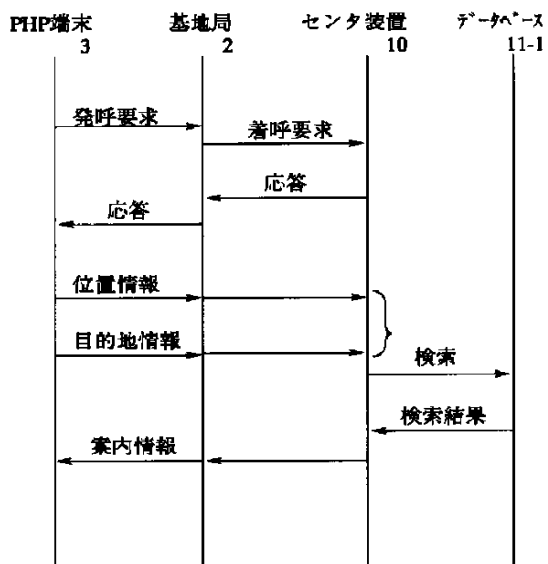 PHP端末 基地局 センタ装置 ﾃﾞｰﾀﾍﾞｰｽ
3 2 10 11-1
発呼要求
着呼要求
応答
応答
位置情報
目的地情報
検索
検索結果
案内情報